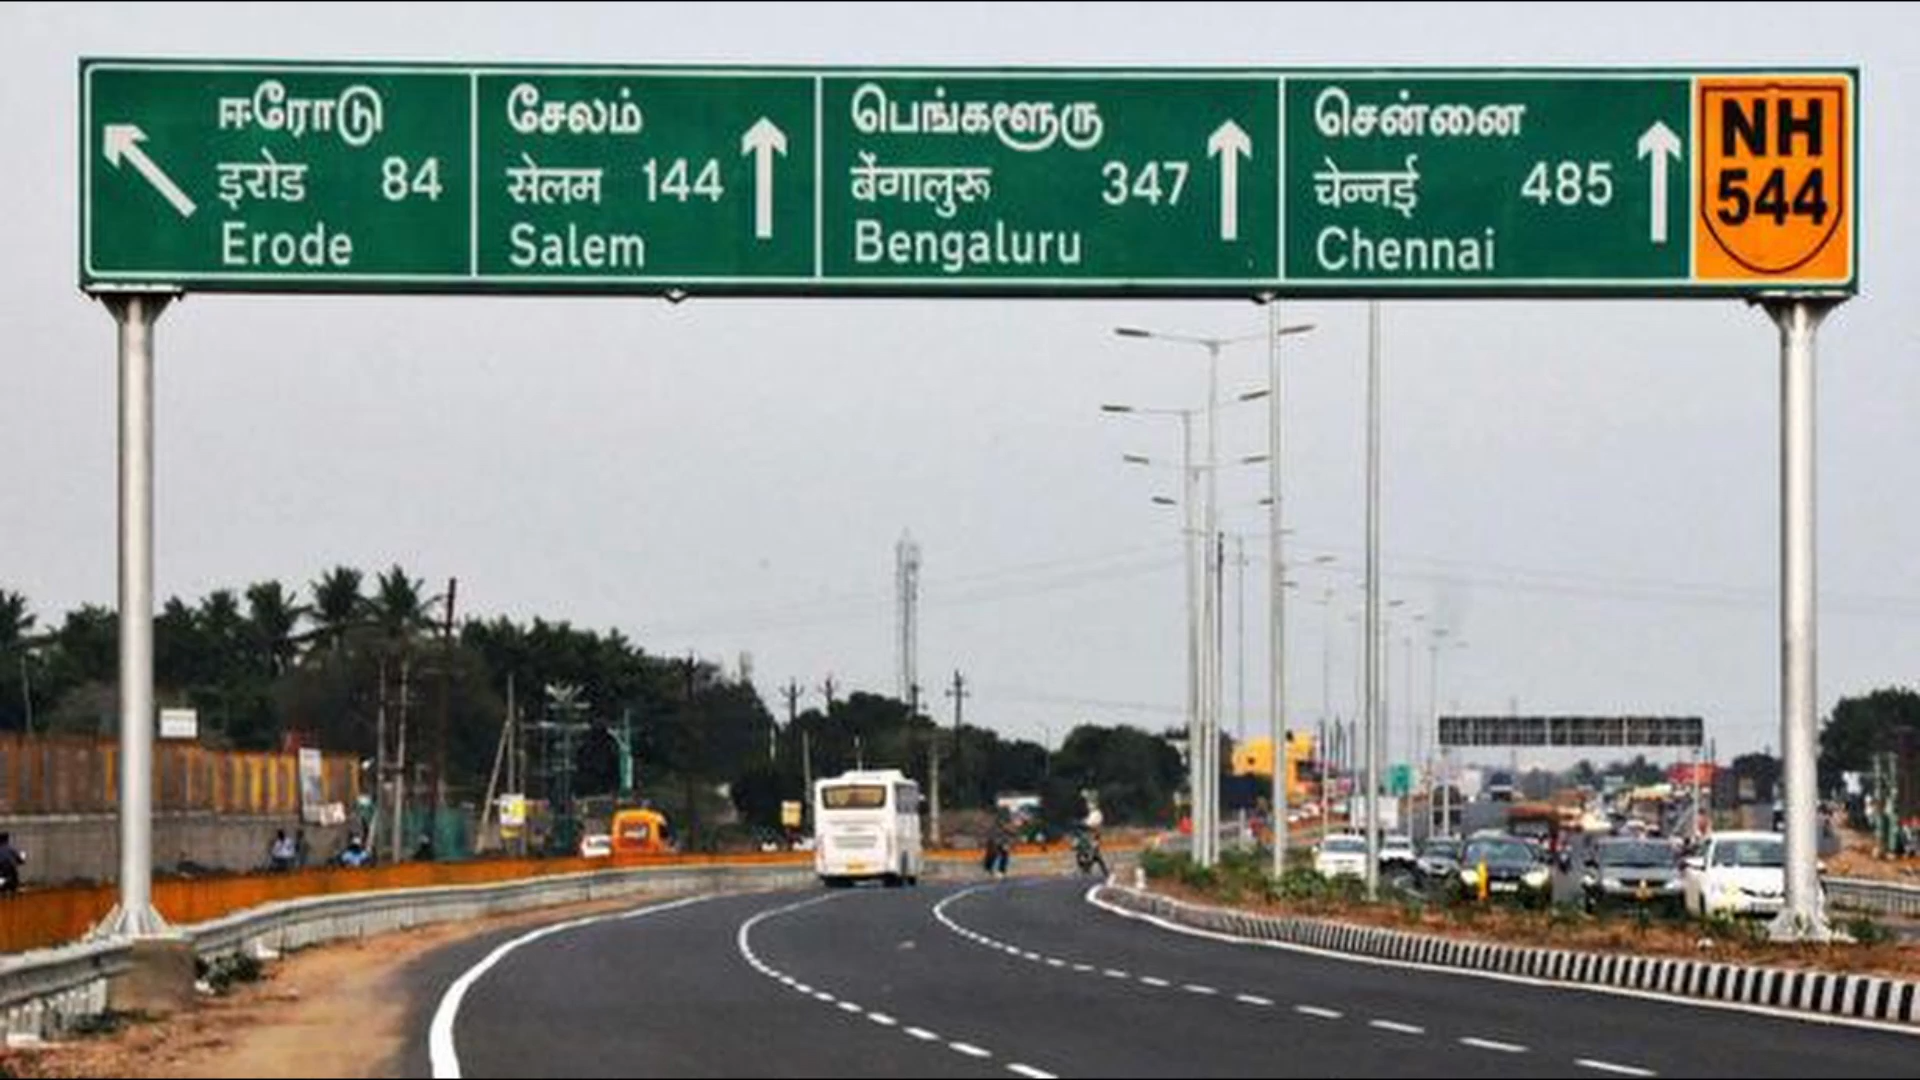 ஈரோடு
इरोड 84
Erode
சேலம்
सेलम 144
Salem
பெங்களூரு
बेंगालुरू 347
Bengaluru
சென்னை
चेन्नई 485
Chennai
NH
544